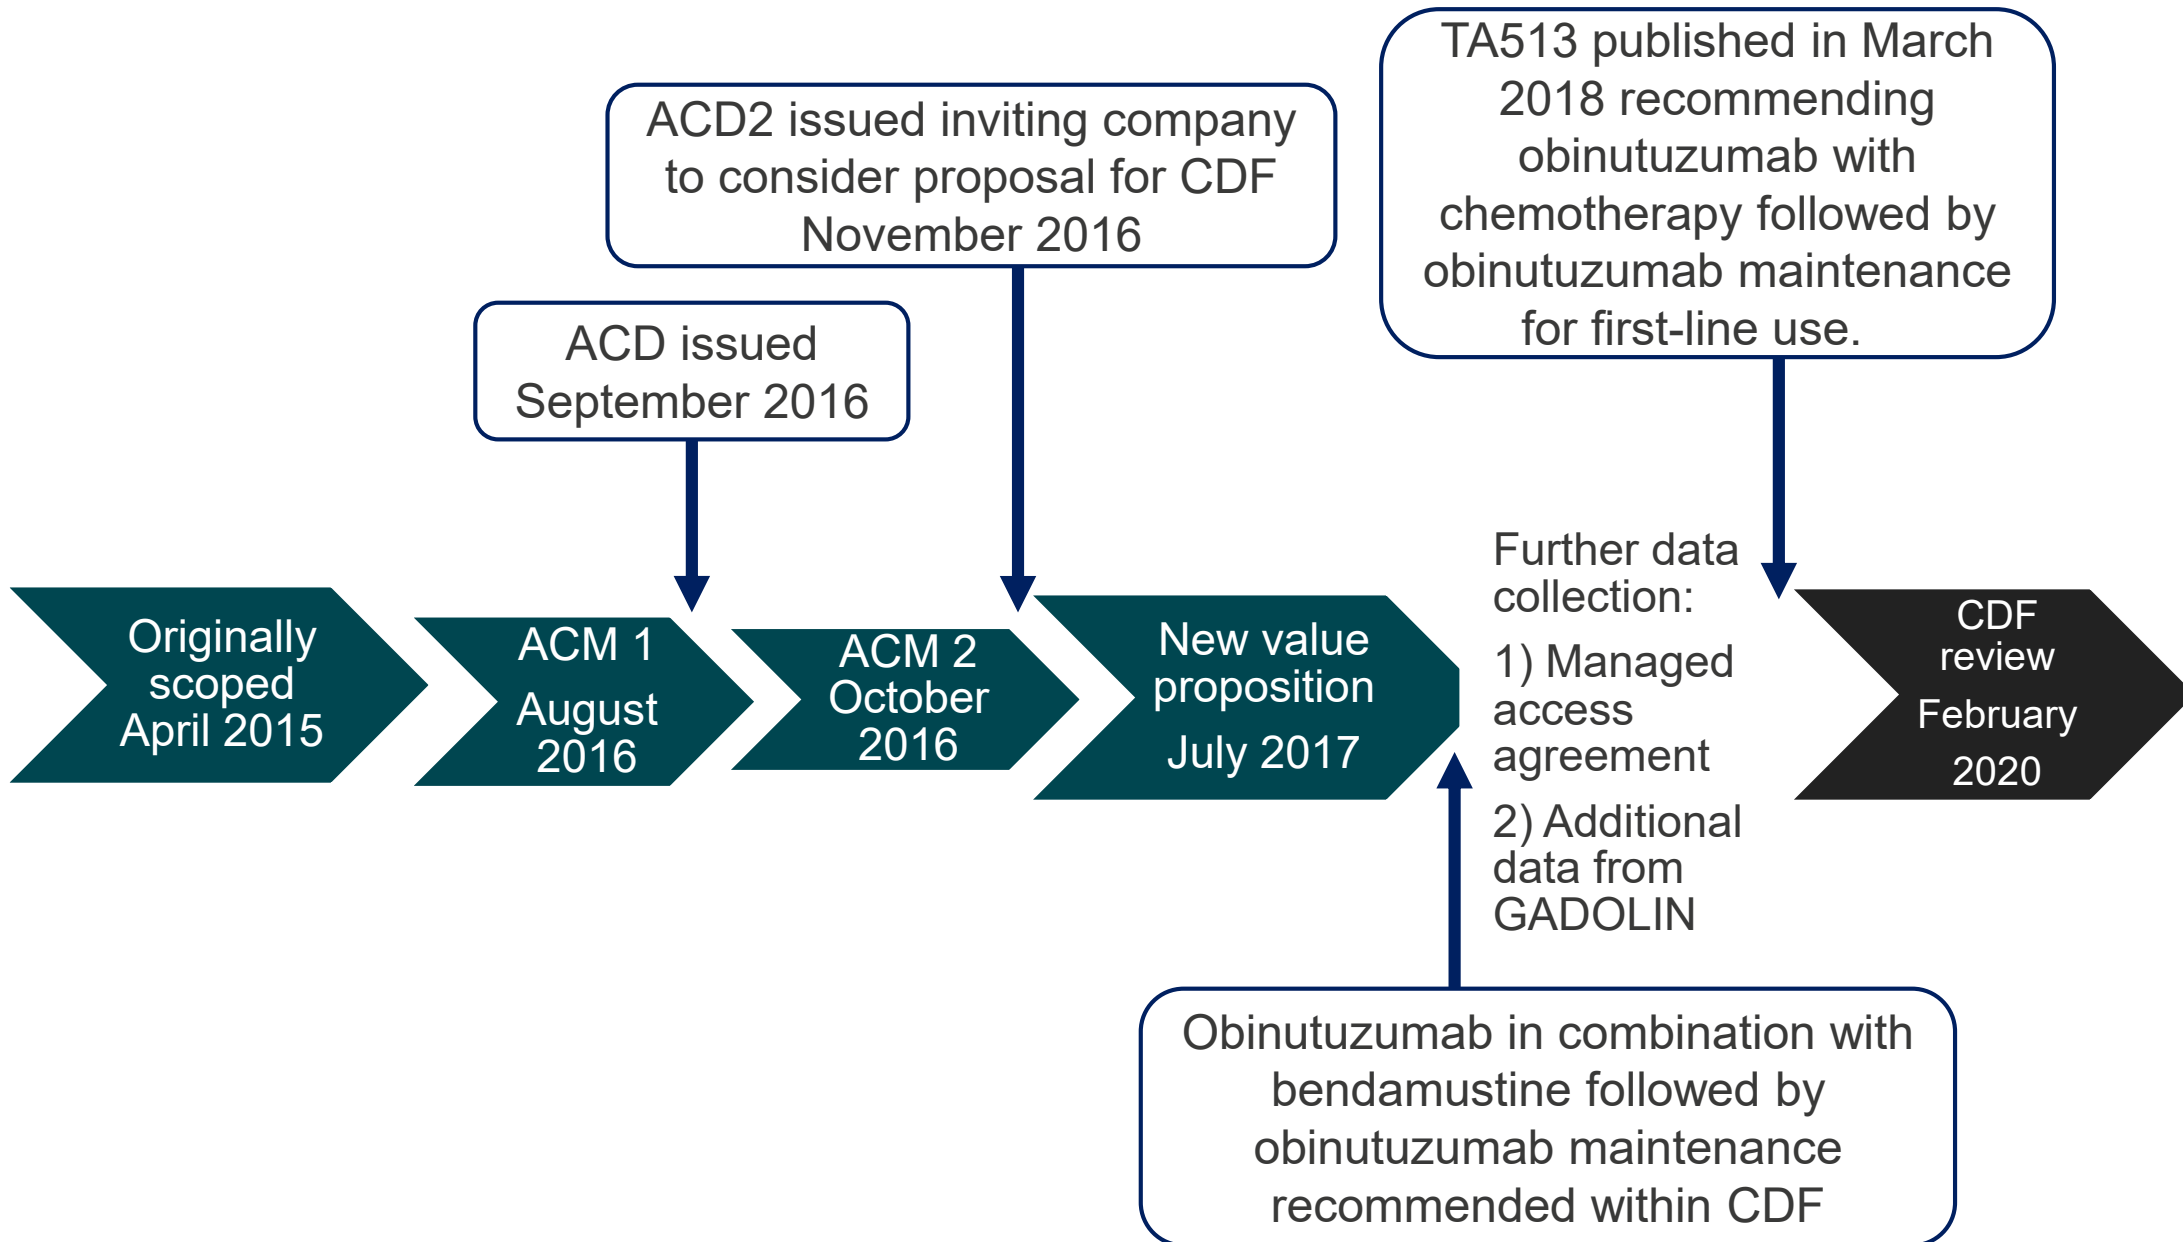 TA513 published in March
2018 recommending
obinutuzumab with
chemotherapy followed by
obinutuzumab maintenance
for first-line use.
ACD2 issued inviting company
to consider proposal for CDF
November 2016
ACD issued
September 2016
Originally
scoped
April 2015
ACM 1
August
2016
ACM 2
October
2016
New value
proposition
July 2017
Further data
collection:
1) Managed
access
agreement
2) Additional
data from
GADOLIN
CDF
review
February
2020
Obinutuzumab in combination with
bendamustine followed by
obinutuzumab maintenance
recommended within CDF